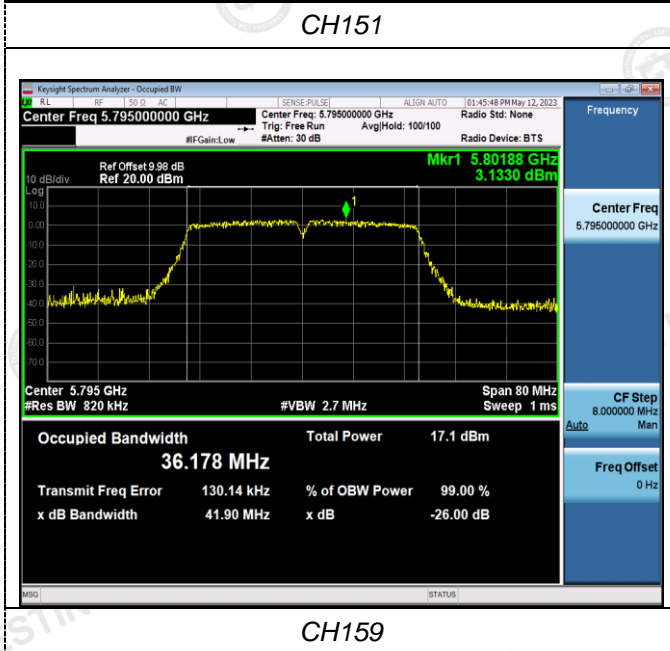 CH151
Keysight Spectrum Analyzer - Occupied BW
RL RF 50 Ω AC SENSE:PULSE ALIGN AUTO 01:45:48 PM May 12, 2023
Center Freq 5.795000000 GHz Center Freq: 5.795000000 GHz Radio Std: None Frequency
Trig: Free Run Avg|Hold: 100/100
#IFGain:Low #Atten: 30 dB Radio Device: BTS
Ref Offset 9.98 dB Mkr1 5.80188 GHz
10 dB/div Ref 20.00 dBm 3.1330 dBm
Log
10.0
1
0.00
-10.0
-20.0
-30.0
-40.0
-50.0
-60.0
-70.0
Center Freq
5.795000000 GHz
Center 5.795 GHz Span 80 MHz
#Res BW 820 kHz #VBW 2.7 MHz Sweep 1 ms
CF Step
8.000000 MHz
Auto Man
Occupied Bandwidth Total Power 17.1 dBm
36.178 MHz
Transmit Freq Error 130.14 kHz % of OBW Power 99.00 %
x dB Bandwidth 41.90 MHz x dB -26.00 dB
Freq Offset
0 Hz
MSG STATUS
CH159